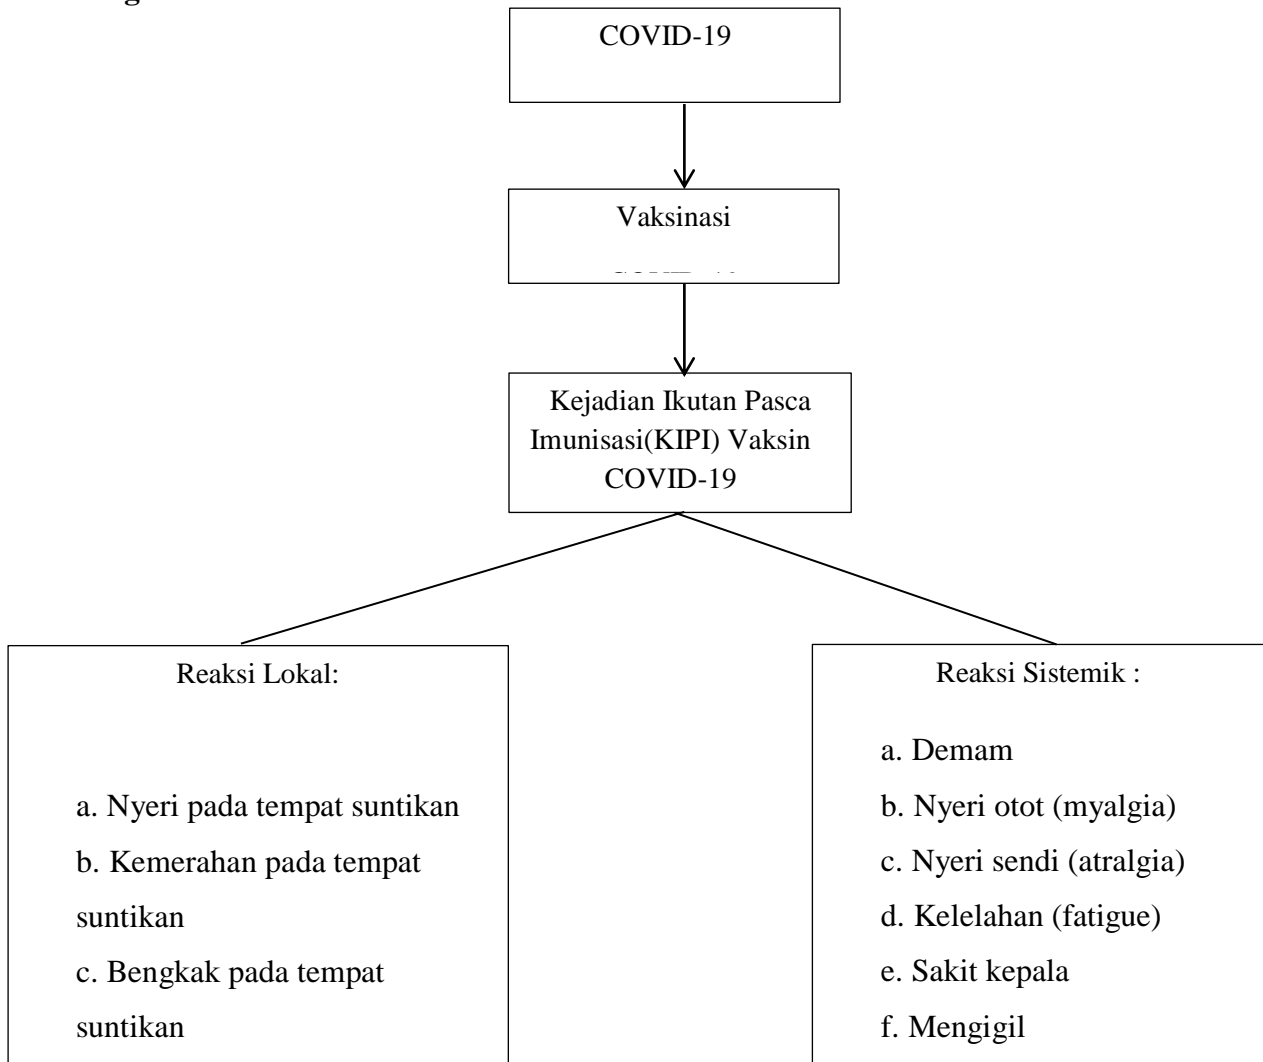 COVID-19
Vaksinasi
Kejadian Ikutan Pasca
Imunisasi(KIPI) Vaksin
COVID-19
Reaksi Lokal:
a. Nyeri pada tempat suntikan
b. Kemerahan pada tempat
suntikan
c. Bengkak pada tempat
suntikan
Reaksi Sistemik :
a. Demam
b. Nyeri otot (myalgia)
c. Nyeri sendi (atralgia)
d. Kelelahan (fatigue)
e. Sakit kepala
f. Mengigil